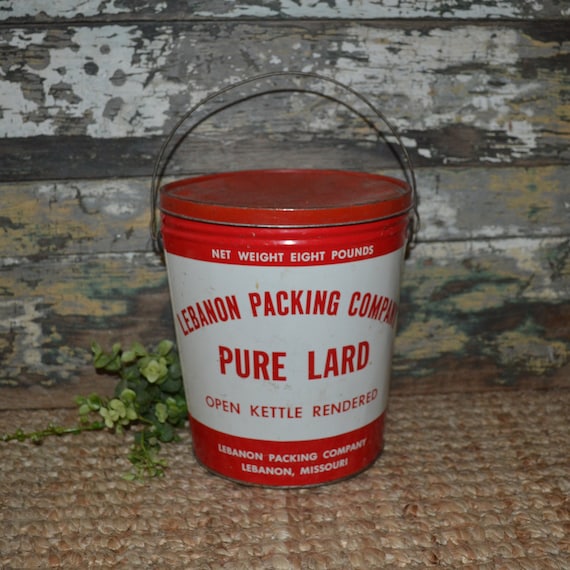 NET WEIGHT EIGHT POUNDS
LEBANON PACKING COMPANY
PURE LARD
OPEN KETTLE RENDERED
LEBANON PACKING COMPANY
LEBANON, MISSOURI